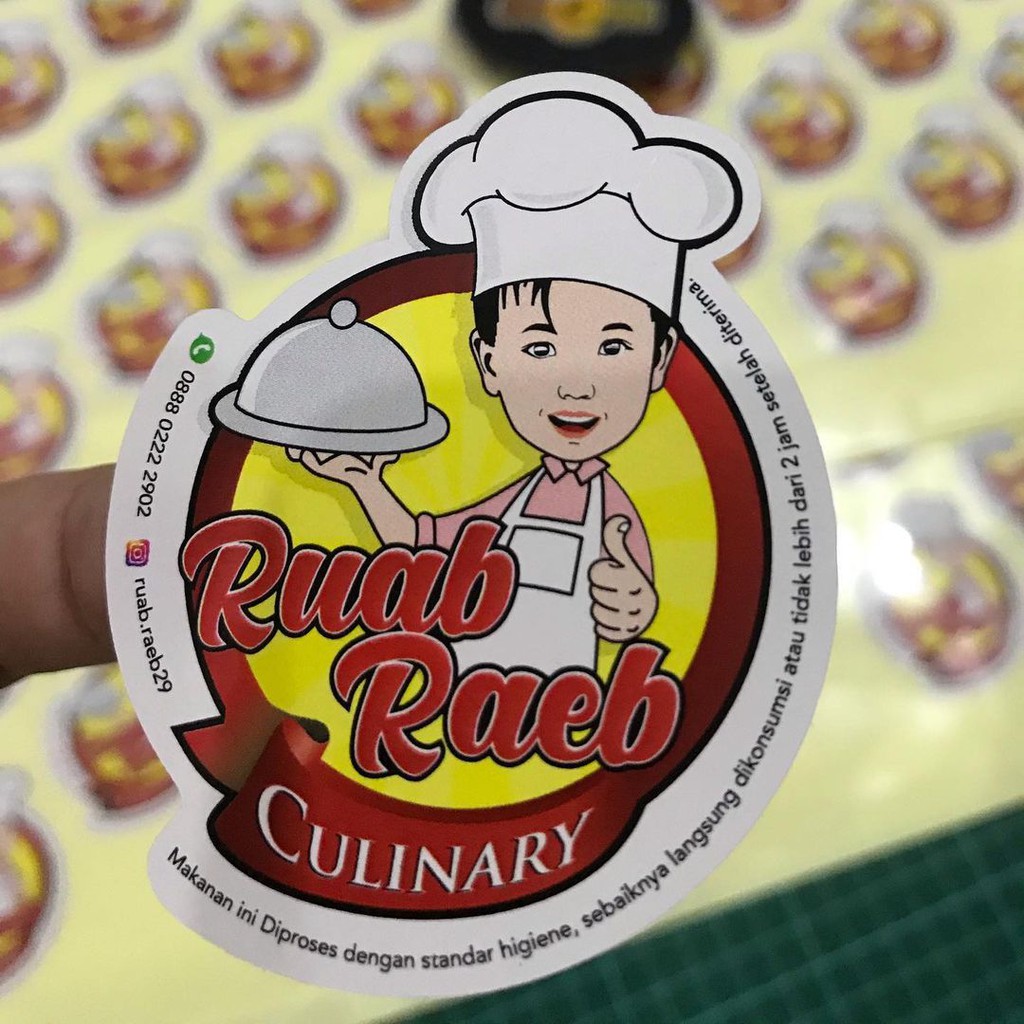 0888 0222 2902
ruab.raeb29
Ruab
Raeb
CULINARY
Makanan ini Diproses dengan standar higiene, sebaiknya langsung dikonsumsi atau tidak lebih dari 2 jam setelah diterima.